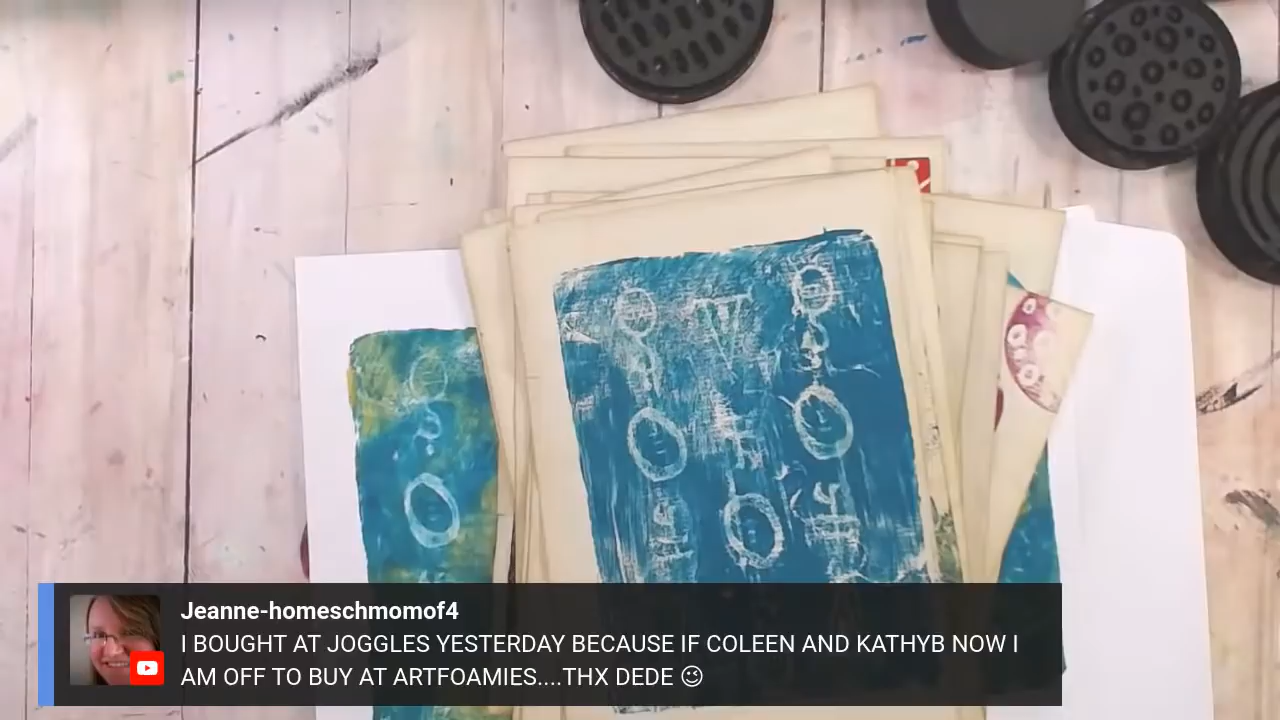 Jeanne-homeschmomof4
I BOUGHT AT JOGGLES YESTERDAY BECAUSE IF COLEEN AND KATHYB NOW I
AM OFF TO BUY AT ARTFOAMIES....THX DEDE 😉